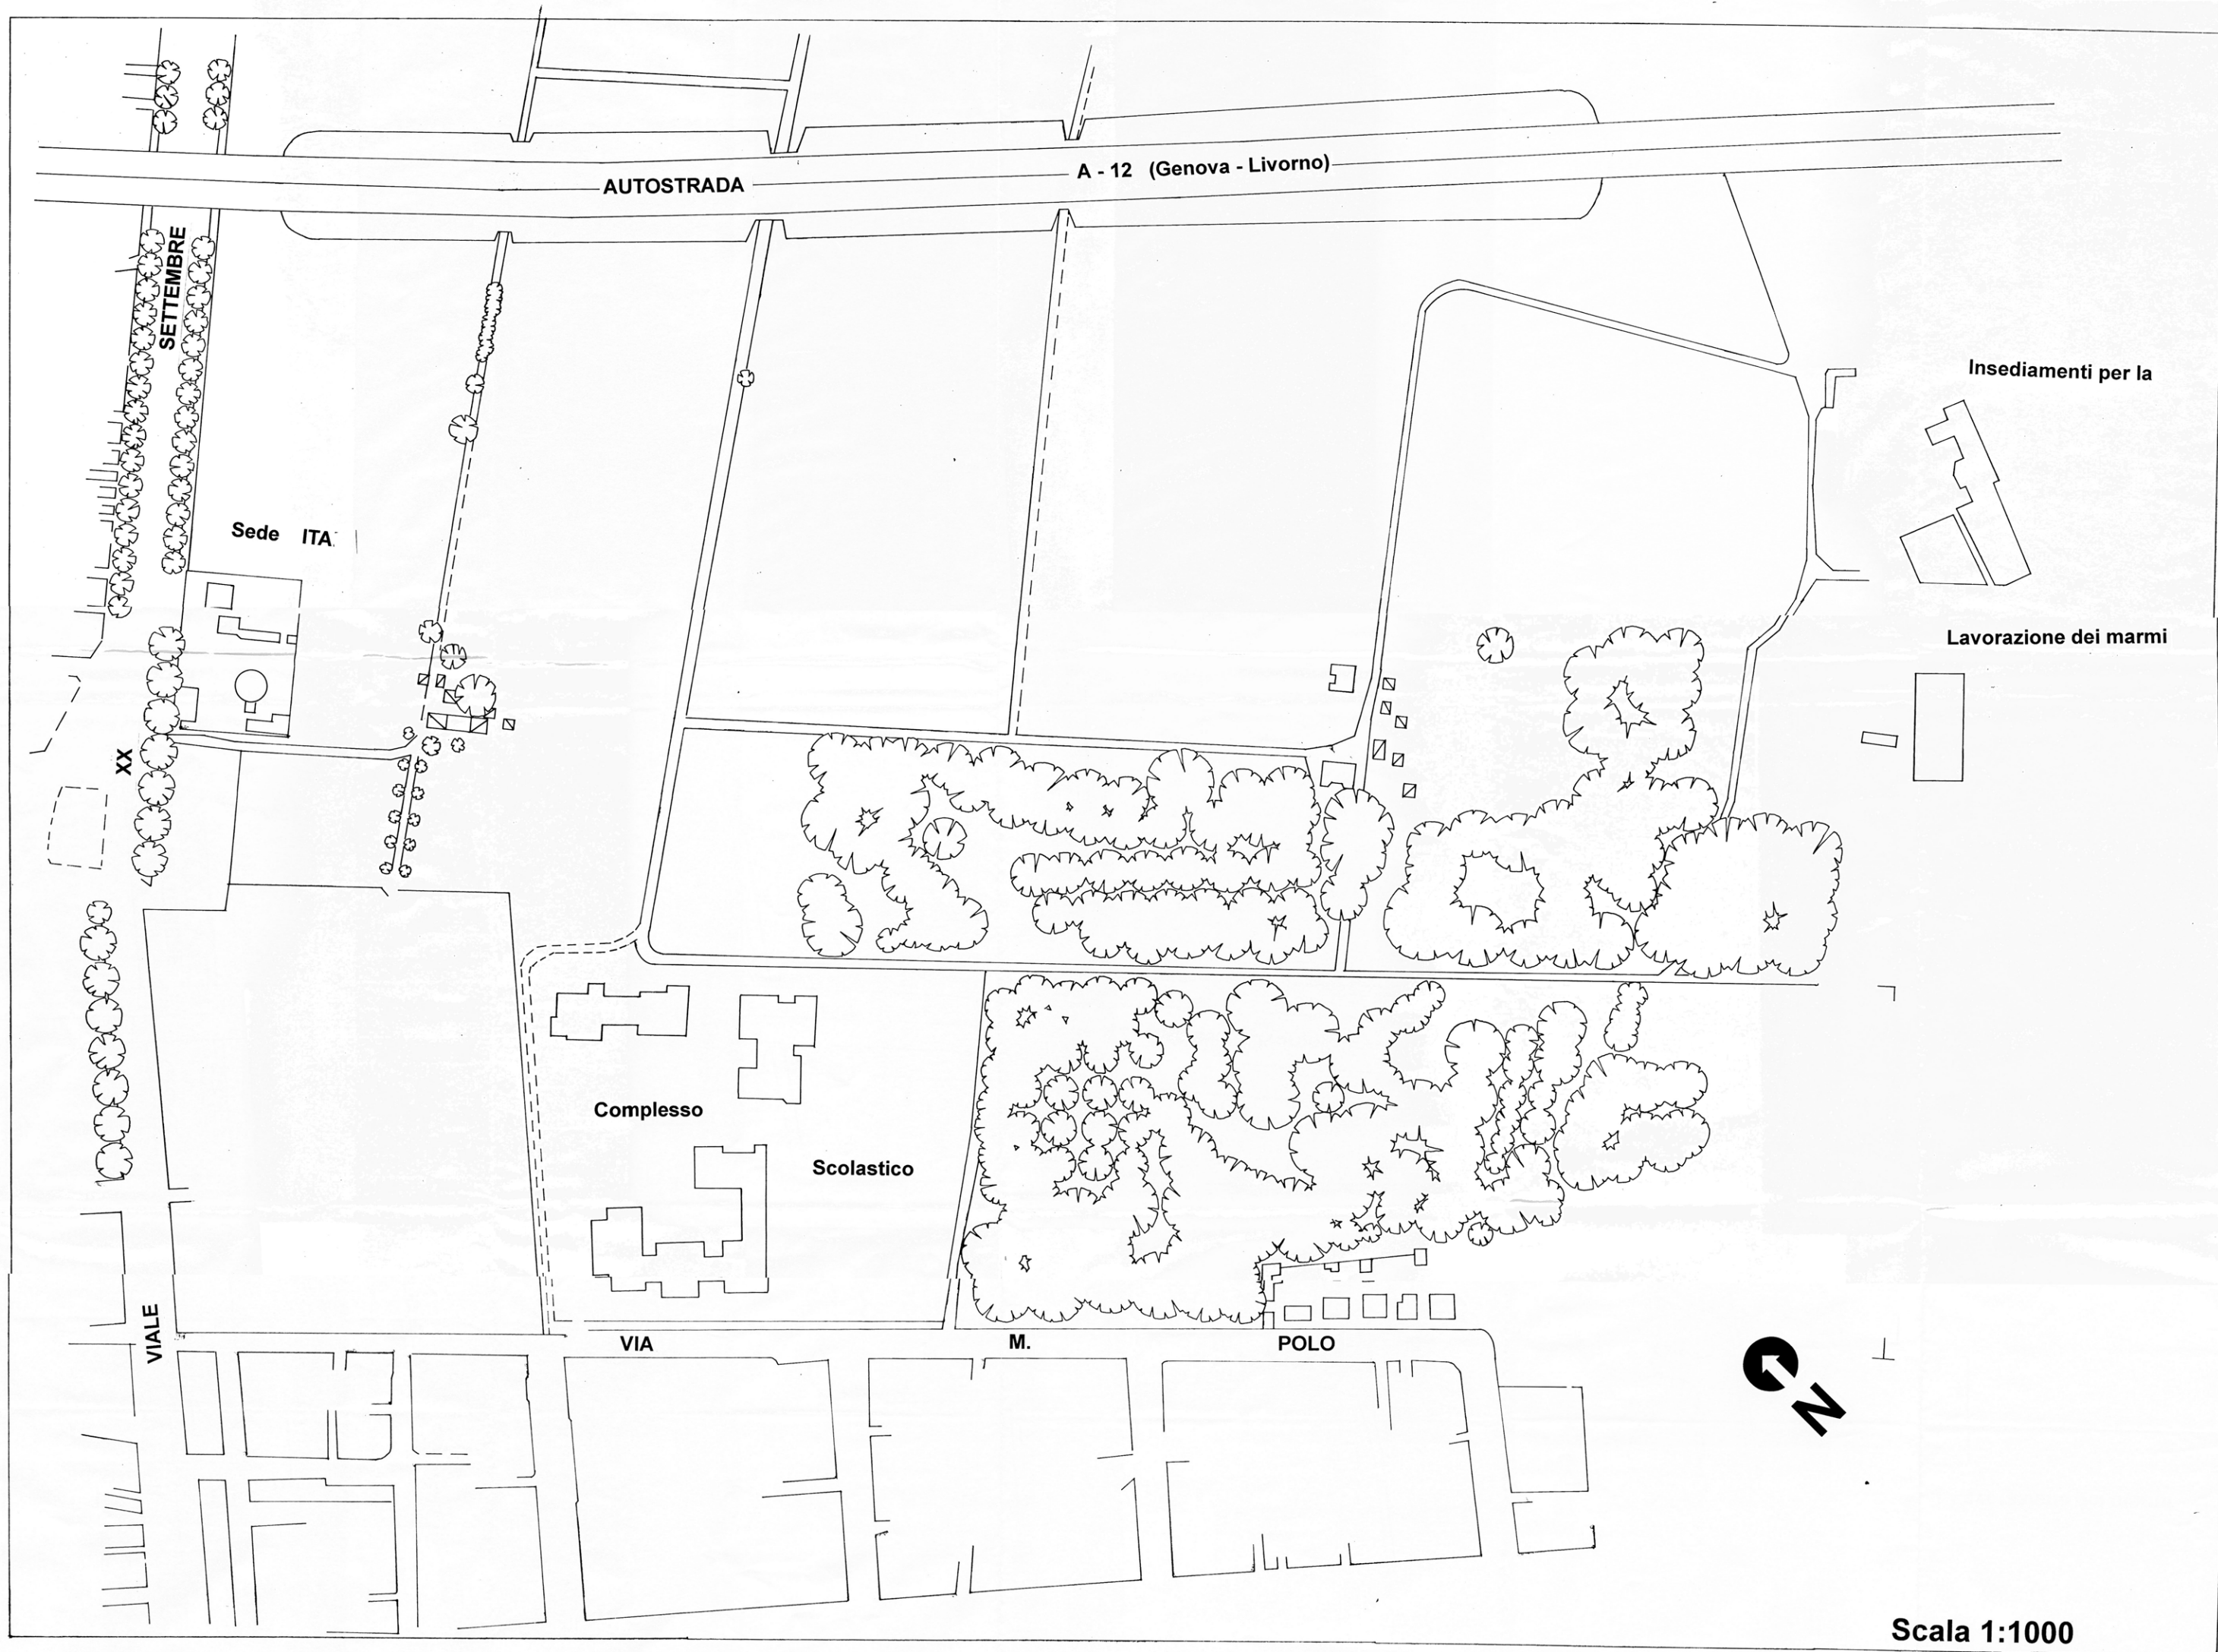 AUTOSTRADA A - 12 (Genova - Livorno)
SETTEMBRE
Insediamenti per la
Sede ITA
Lavorazione dei marmi
XX
Complesso
Scolastico
VIALE
VIA M. POLO
N
Scala 1:1000